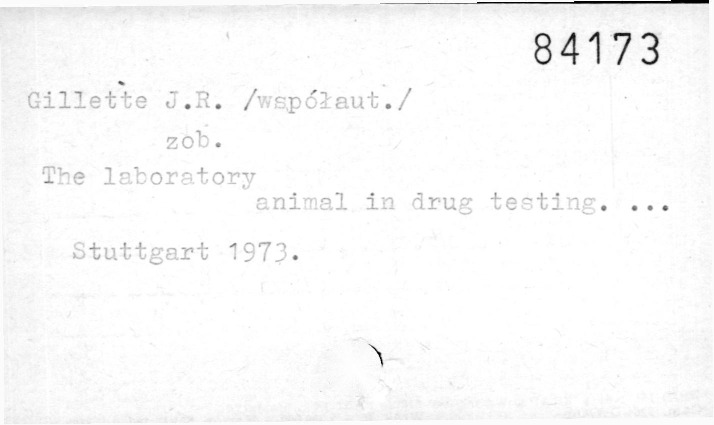 84173
Gillette J.R. /współaut./
zob.
The laboratory
animal in drug testing. ...
Stuttgart 1973.